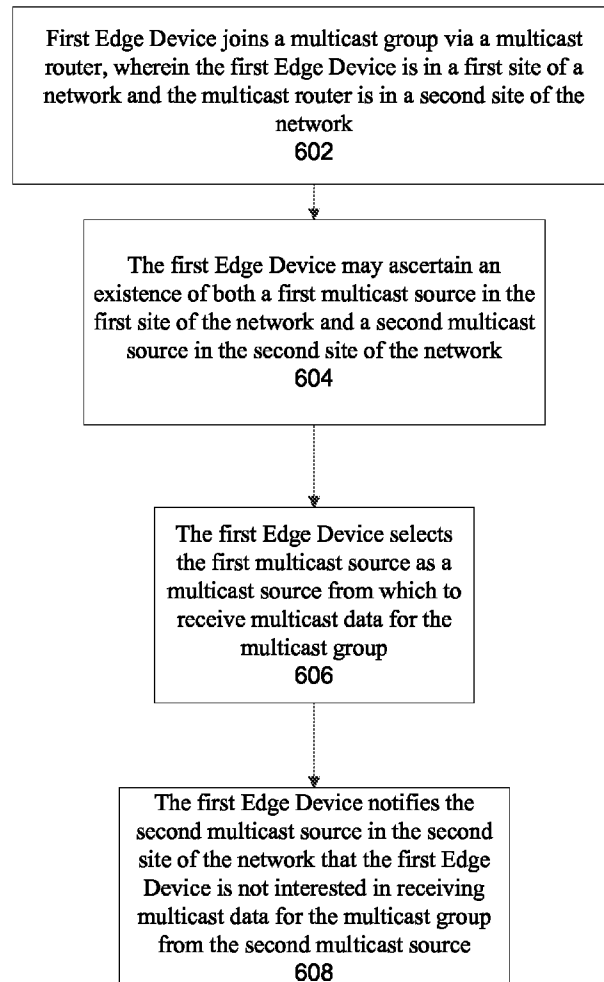 First Edge Device joins a multicast group via a multicast
router, wherein the first Edge Device is in a first site of a
network and the multicast router is in a second site of the
network
602
The first Edge Device may ascertain an
existence of both a first multicast source in the
first site of the network and a second multicast
source in the second site of the network
604
The first Edge Device selects
the first multicast source as a
multicast source from which to
receive multicast data for the
multicast group
606
The first Edge Device notifies the
second multicast source in the second
site of the network that the first Edge
Device is not interested in receiving
multicast data for the multicast group
from the second multicast source
608